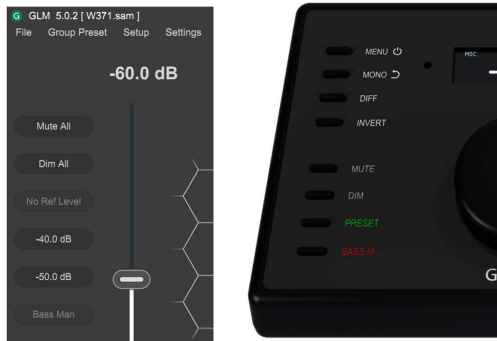 G GLM 5.0.2 [ W371.sam ]
File Group Preset Setup Settings
-60.0 dB
Mute All
Dim All
No Ref Level
-40.0 dB
-50.0 dB
Bass Man
MIC
MENU
MONO
DIFF
INVERT
MUTE
DIM
PRESET
BASS M
G